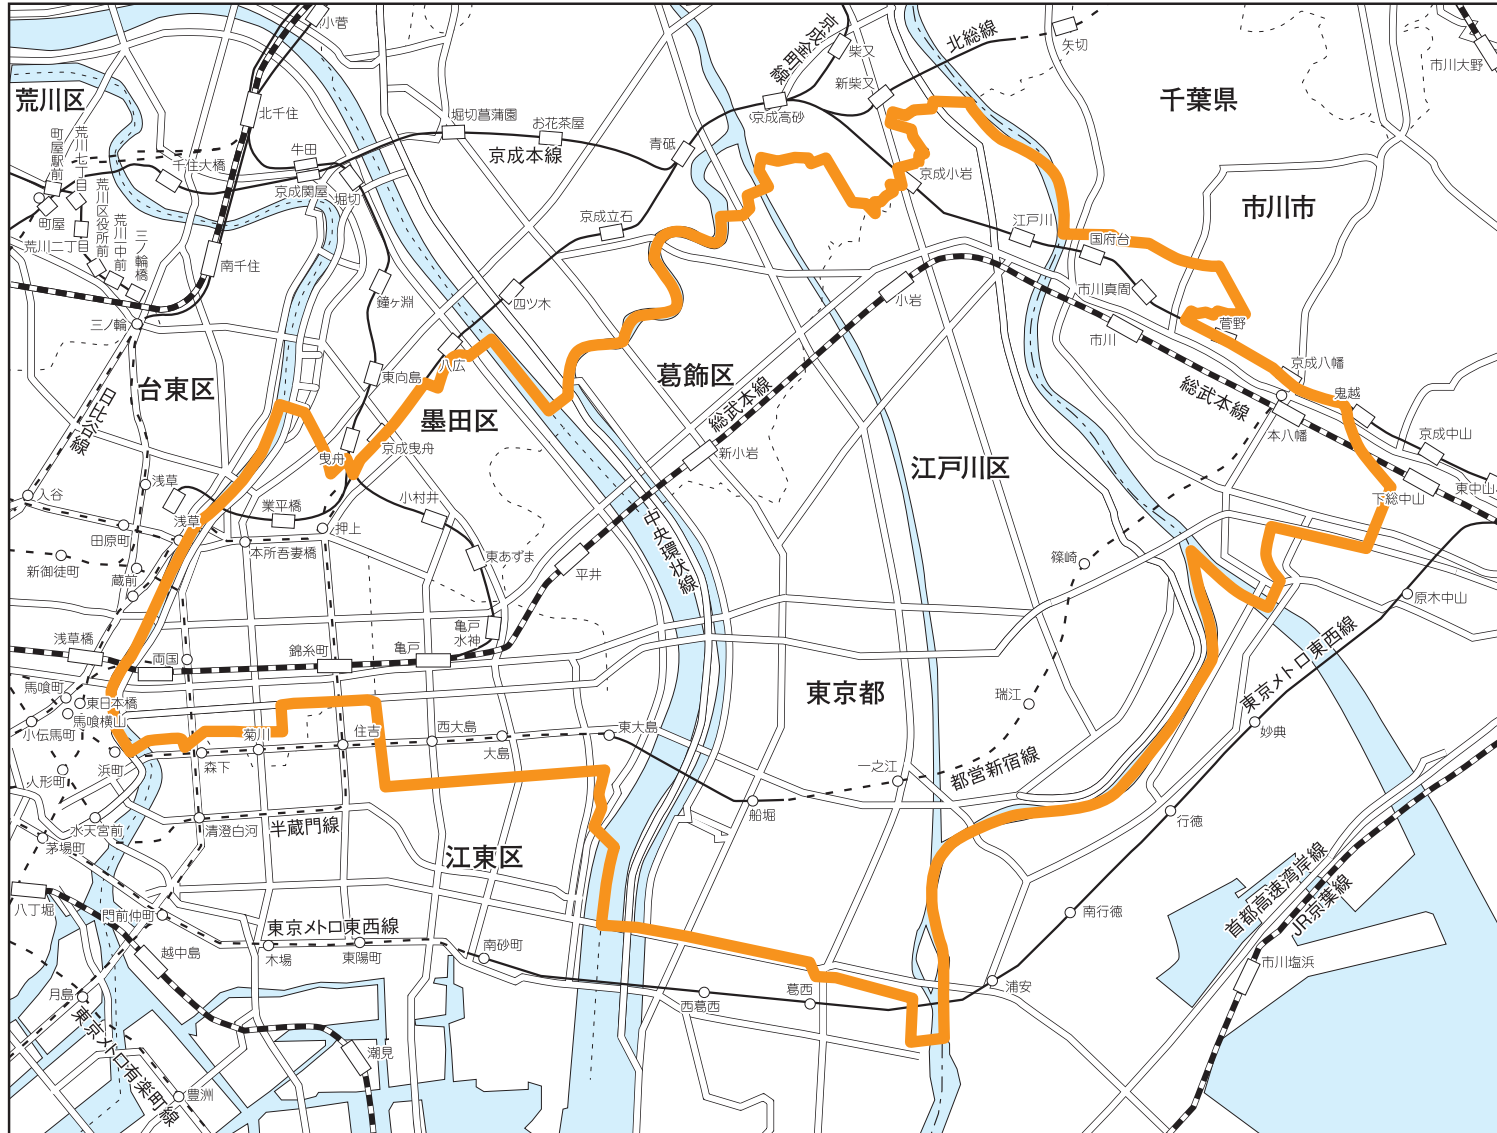 小菅
京成金町線
柴又
北総線
矢切
市川大野
荒川区
北千住
堀切菖蒲園
お花茶屋
京成高砂
新柴又
千葉県
町屋駅前
荒川七丁目
千住大橋
牛田
京成本線
青砥
京成関屋
堀切
京成小岩
町屋
荒川区役所前
荒川二丁目
荒川一中前
三ノ輪橋
南千住
京成立石
江戸川
国府台
市川市
鐘ヶ淵
四ツ木
小岩
市川真間
菅野
三ノ輪
市川
台東区
日比谷線
東向島
八広
葛飾区
総武本線
京成八幡
総武本線
鬼越
墨田区
本八幡
京成中山
曳舟
京成曳舟
新小岩
江戸川区
下総中山
東中山
入谷
浅草
業平橋
小村井
中央環状線
浅草
田原町
本所吾妻橋
押上
東あずま
平井
篠崎
新御徒町
蔵前
原木中山
浅草橋
両国
錦糸町
亀戸
亀戸水神
東京メトロ東西線
馬喰町
東日本橋
馬喰横山
小伝馬町
東京都
瑞江
妙典
菊川
住吉
西大島
大島
東大島
浜町
森下
一之江
都営新宿線
人形町
船堀
行徳
水天宮前
清澄白河
半蔵門線
茅場町
江東区
首都高速湾岸線
JR京葉線
八丁堀
門前仲町
東京メトロ東西線
南行徳
越中島
木場
東陽町
南砂町
市川塩浜
月島
西葛西
葛西
浦安
東京メトロ有楽町線
潮見
豊洲